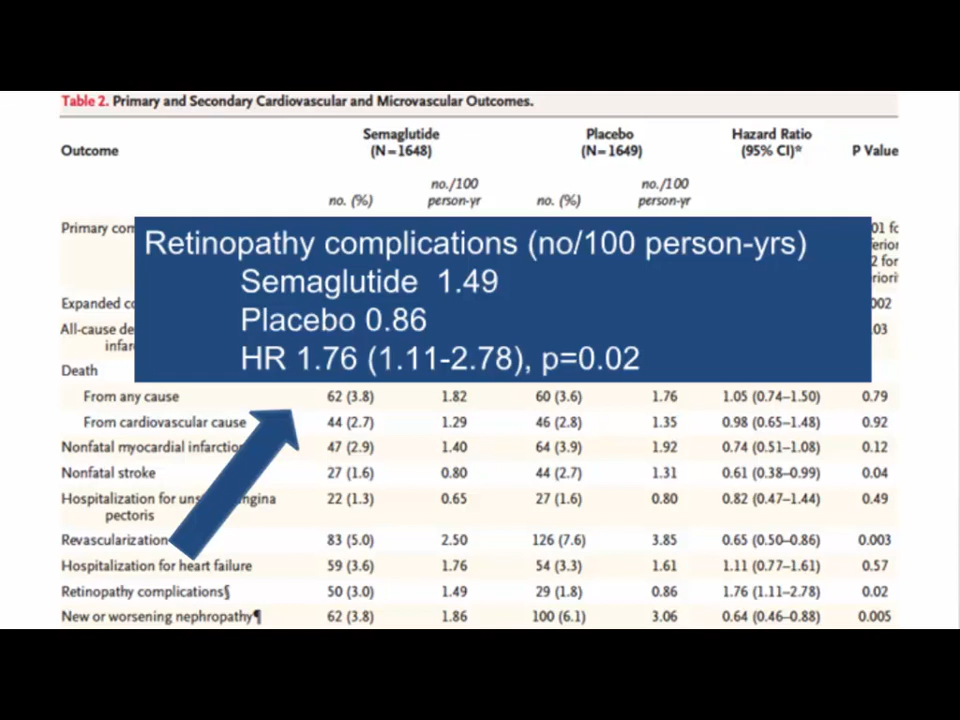 Table 2. Primary and Secondary Cardiovascular and Microvascular Outcomes.
Outcome Semaglutide (N=1648) Placebo (N=1649) Hazard Ratio (95% CI)* P Value
no. (%) no./100 person-yr no. (%) no./100 person-yr
Primary com
Retinopathy complications (no/100 person-yrs)
Semaglutide 1.49
Placebo 0.86
HR 1.76 (1.11-2.78), p=0.02
Expanded co 002
All-cause de 03
infar
Death
From any cause 62 (3.8) 1.82 60 (3.6) 1.76 1.05 (0.74–1.50) 0.79
From cardiovascular cause 44 (2.7) 1.29 46 (2.8) 1.35 0.98 (0.65–1.48) 0.92
Nonfatal myocardial infarction 47 (2.9) 1.40 64 (3.9) 1.92 0.74 (0.51–1.08) 0.12
Nonfatal stroke 27 (1.6) 0.80 44 (2.7) 1.31 0.61 (0.38–0.99) 0.04
Hospitalization for uns ngina 22 (1.3) 0.65 27 (1.6) 0.80 0.82 (0.47–1.44) 0.49
pectoris
Revascularization 83 (5.0) 2.50 126 (7.6) 3.85 0.65 (0.50–0.86) 0.003
Hospitalization for heart failure 59 (3.6) 1.76 54 (3.3) 1.61 1.11 (0.77–1.61) 0.57
Retinopathy complications§ 50 (3.0) 1.49 29 (1.8) 0.86 1.76 (1.11–2.78) 0.02
New or worsening nephropathy¶ 62 (3.8) 1.86 100 (6.1) 3.06 0.64 (0.46–0.88) 0.005